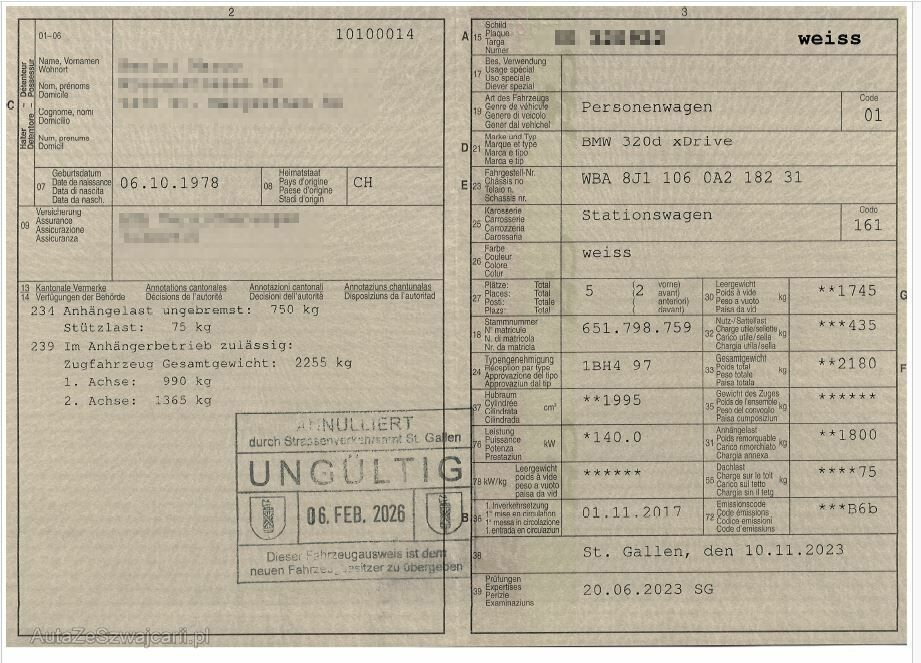 2
01-06
10100014
Halter – Détenteur
Detentore – Possessur
C
Name, Vornamen
Wohnort
Nom, prénoms
Domicile
Cognome, nomi
Domicilio
Num, prenums
Domicil
07
Geburtsdatum
Date de naissance
Data di nascita
Data da nasch.
06.10.1978
08
Heimatstaat
Pays d'origine
Paese d'origine
Stadi d'origin
CH
09
Versicherung
Assurance
Assicurazione
Assicuranza
13 Kantonale Vermerke Annotations cantonales Annotazioni cantonali Annotaziuns chantunalas
14 Verfügungen der Behörde Décisions de l'autorité Decisioni dell'autorità Disposiziuns da l'autoritad
234 Anhängelast ungebremst: 750 kg
Stützlast: 75 kg
239 Im Anhängerbetrieb zulässig:
Zugfahrzeug Gesamtgewicht: 2255 kg
1. Achse: 990 kg
2. Achse: 1365 kg
ANNULLIERT
durch Strassenverkehrsamt St. Gallen
UNGÜLTIG
06. FEB. 2026
Dieser Fahrzeugausweis ist dem
neuen Fahrzeugbesitzer zu übergeben
AutaZeSzwajcarii.pl
3
A 15
Schild
Plaque
Targa
Numer
weiss
17
Bes. Verwendung
Usage spécial
Uso speciale
Diever spezial
19
Art des Fahrzeugs
Genre de véhicule
Genere di veicolo
Gener dal vehichel
Personenwagen
Code
01
D 21
Marke und Typ
Marque et type
Marca e tipo
Marca e tip
BMW 320d xDrive
E 23
Fahrgestell-Nr.
Châssis no
Telaio n.
Schassis nr.
WBA 8J1 106 0A2 182 31
25
Karosserie
Carrosserie
Carrozzeria
Carossaria
Stationswagen
Code
161
26
Farbe
Couleur
Colore
Colur
weiss
27
Plätze: Total
Places: Total
Posti: Totale
Plazs: Total
5 (2
vorne)
( avant)
( anteriori)
( davant)
30
Leergewicht
Poids à vide
Peso a vuoto
Paisa da vid
kg
**1745
G
18
Stammnummer
N° matricule
N. di matricola
Nr. da matricla
651.798.759
32
Nutz-/Sattellast
Charge utile/sellette
Carico utile/sella
Chargia utila/sella
kg
***435
24
Typengenehmigung
Réception par type
Approvazione del tipo
Approvaziun dal tip
1BH4 97
33
Gesamtgewicht
Poids total
Peso totale
Paisa totala
kg
**2180
F
37
Hubraum
Cylindrée
Cilindrata
Cilindrada
cm³
**1995
35
Gewicht des Zuges
Poids de l'ensemble
Peso del convoglio
Paisa cumposiziun
kg
******
76
Leistung
Puissance
Potenza
Prestaziun
kW
*140.0
31
Anhängelast
Poids remorquable
Carico rimorchiato
Chargia annexa
kg
**1800
78 kW/kg
Leergewicht
poids à vide
peso a vuoto
paisa da vid
******
55
Dachlast
Charge sur le toit
Carico sul tetto
Chargia sin il tetg
kg
****75
B 36
1. Inverkehrsetzung
1re mise en circulation
1a messa in circolazione
1. entrada en circulaziun
01.11.2017
72
Emissionscode
Code émissions
Codice emissioni
Code d'emissiuns
***B6b
38
St. Gallen, den 10.11.2023
39
Prüfungen
Expertises
Perizie
Examinaziuns
20.06.2023 SG